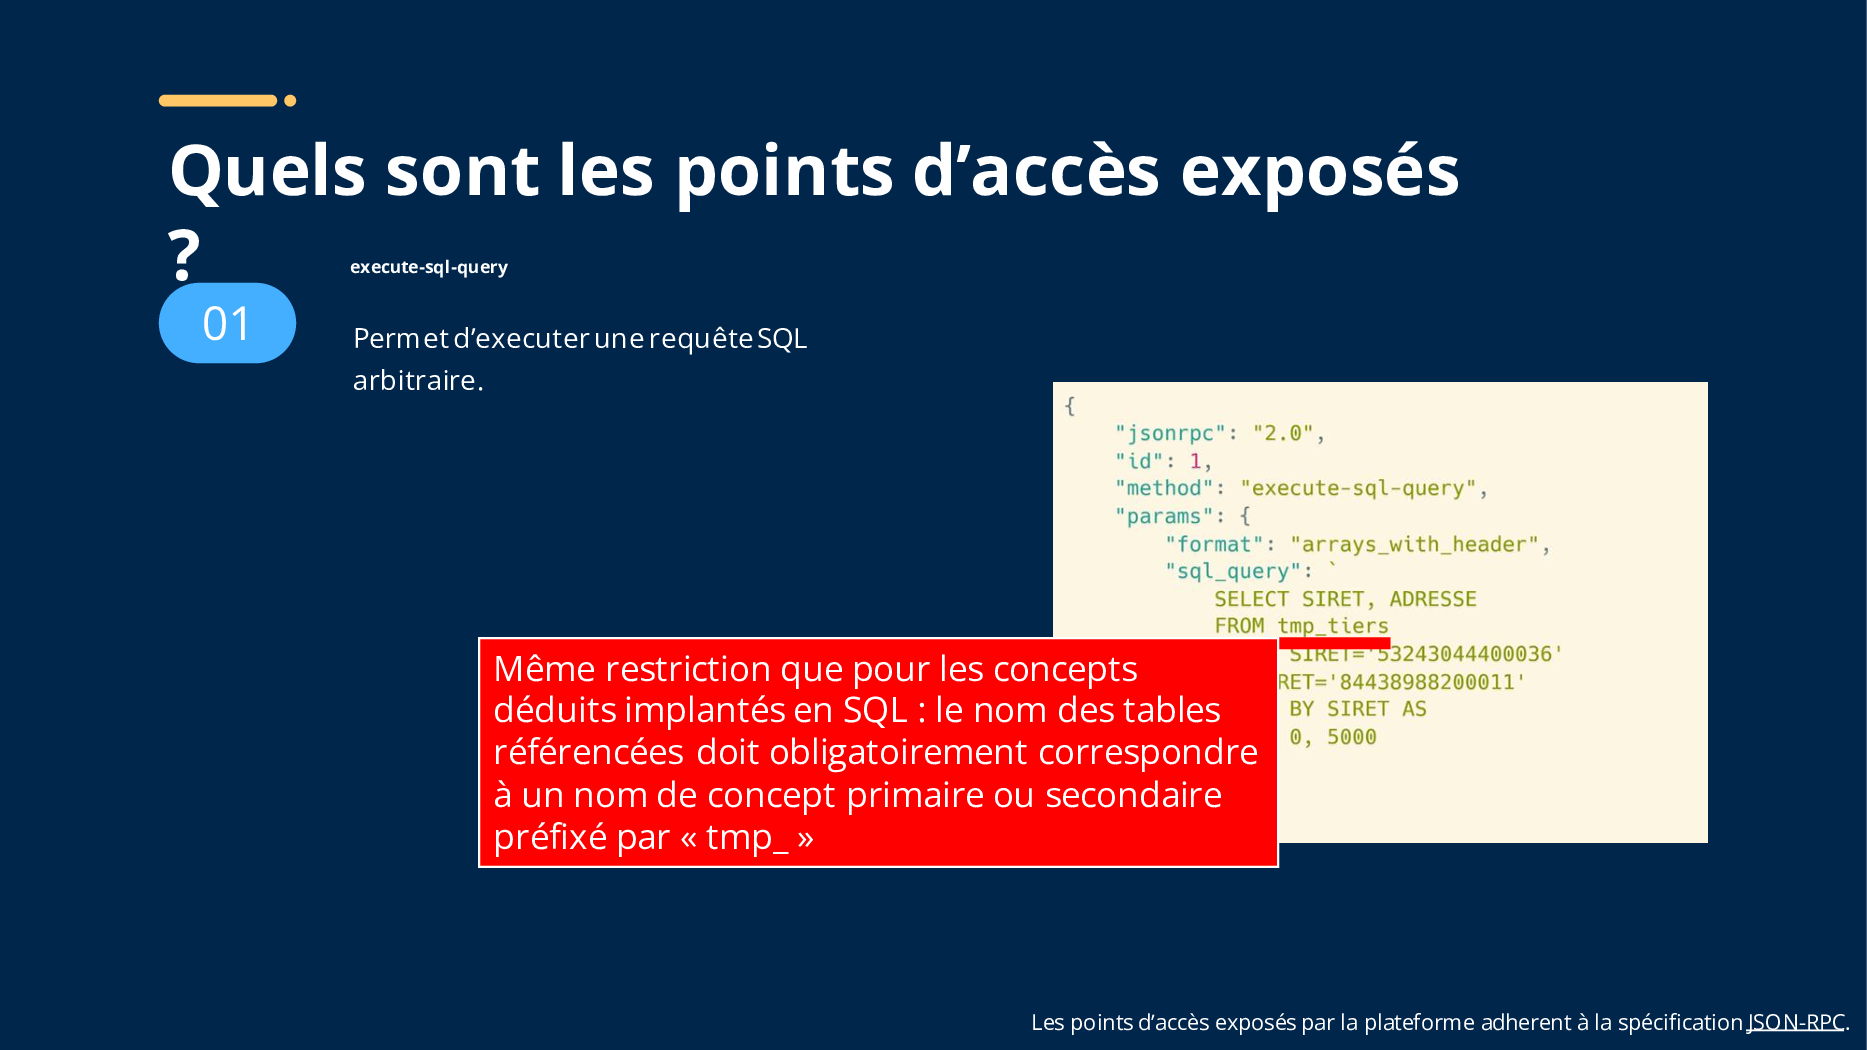 Quels sont les points d’accès exposés
?
execute-sql-query
01
Permet d’executer une requête SQL
arbitraire.
{
"jsonrpc": "2.0",
"id": 1,
"method": "execute-sql-query",
"params": {
"format": "arrays_with_header",
"sql_query": `
SELECT SIRET, ADRESSE
FROM tmp_tiers
SIRET='53243044400036'
RET='84438988200011'
BY SIRET AS
0, 5000
Même restriction que pour les concepts
déduits implantés en SQL : le nom des tables
référencées doit obligatoirement correspondre
à un nom de concept primaire ou secondaire
préfixé par « tmp_ »
Les points d’accès exposés par la plateforme adherent à la spécification JSON-RPC.